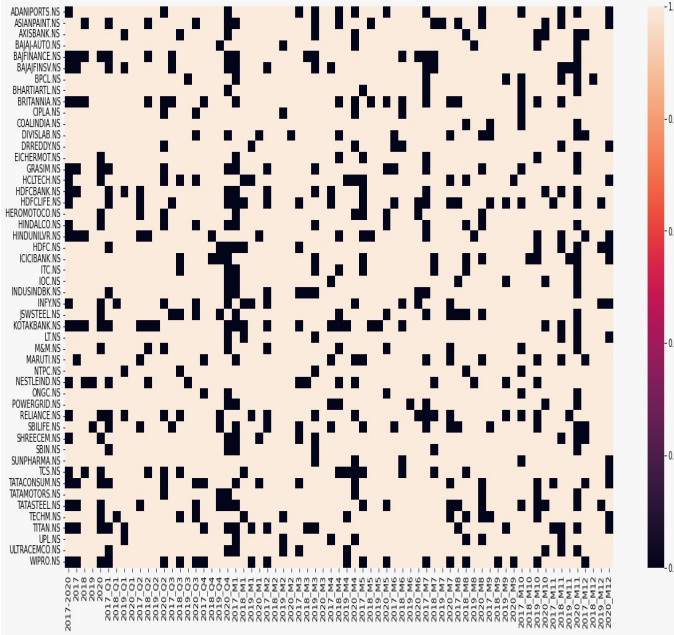 ADANIPORTS.NS
ASIANPAINT.NS
AXISBANK.NS
BAJAJ-AUTO.NS
BAJFINANCE.NS
BAJAJFINSV.NS
BPCL.NS
BHARTIARTL.NS
BRITANNIA.NS
CIPLA.NS
COALINDIA.NS
DIVISLAB.NS
DRREDDY.NS
EICHERMOT.NS
GRASIM.NS
HCLTECH.NS
HDFCBANK.NS
HDFCLIFE.NS
HEROMOTOCO.NS
HINDALCO.NS
HINDUNILVR.NS
HDFC.NS
ICICIBANK.NS
ITC.NS
IOC.NS
INDUSINDBK.NS
INFY.NS
JSWSTEEL.NS
KOTAKBANK.NS
LT.NS
M&M.NS
MARUTI.NS
NTPC.NS
NESTLEIND.NS
ONGC.NS
POWERGRID.NS
RELIANCE.NS
SBILIFE.NS
SHREECEM.NS
SBIN.NS
SUNPHARMA.NS
TCS.NS
TATACONSUM.NS
TATAMOTORS.NS
TATASTEEL.NS
TECHM.NS
TITAN.NS
UPL.NS
ULTRACEMCO.NS
WIPRO.NS
2017-2020
2017
2018
2019
2020
2017_Q1
2018_Q1
2019_Q1
2020_Q1
2017_Q2
2018_Q2
2019_Q2
2020_Q2
2017_Q3
2018_Q3
2019_Q3
2020_Q3
2017_Q4
2018_Q4
2019_Q4
2020_Q4
2017_M1
2018_M1
2019_M1
2020_M1
2017_M2
2018_M2
2019_M2
2020_M2
2017_M3
2018_M3
2019_M3
2020_M3
2017_M4
2018_M4
2019_M4
2020_M4
2017_M5
2018_M5
2019_M5
2020_M5
2017_M6
2018_M6
2019_M6
2020_M6
2017_M7
2018_M7
2019_M7
2020_M7
2017_M8
2018_M8
2019_M8
2020_M8
2017_M9
2018_M9
2019_M9
2020_M9
2017_M10
2018_M10
2019_M10
2020_M10
2017_M11
2018_M11
2019_M11
2020_M11
2017_M12
2018_M12
2019_M12
2020_M12